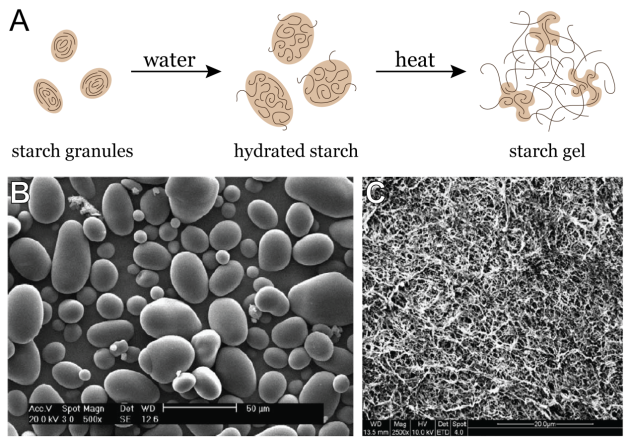 A
water
heat
starch granules
hydrated starch
starch gel
B
C
Acc.V Spot Magn Det WD
20.0 kV 3.0 500x SE 12.6
50 µm
WD Mag HV Det Spot
13.5 mm 2500x 10.0 kV ETD 4.0
20.0µm